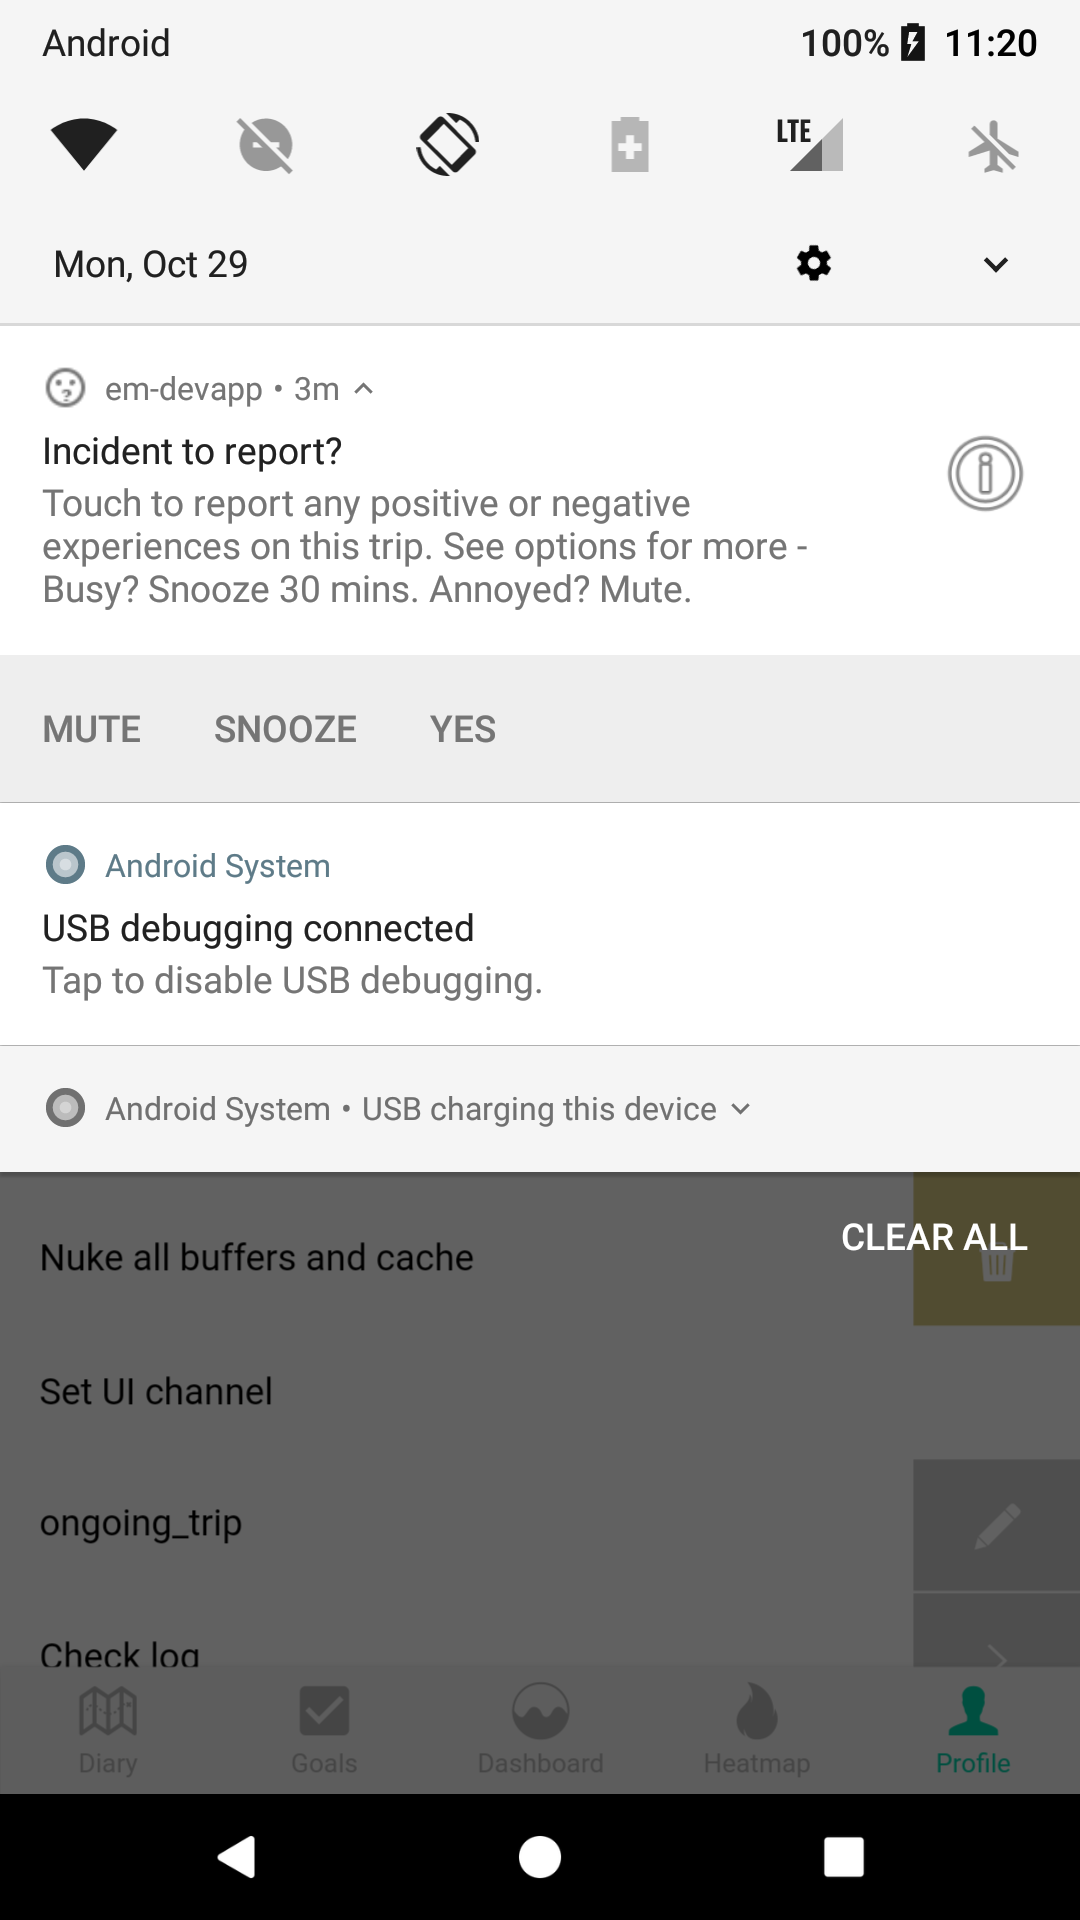 Android 100% 11:20
LTE
Mon, Oct 29
em-devapp • 3m
Incident to report?
Touch to report any positive or negative
experiences on this trip. See options for more -
Busy? Snooze 30 mins. Annoyed? Mute.
MUTE SNOOZE YES
Android System
USB debugging connected
Tap to disable USB debugging.
Android System • USB charging this device
CLEAR ALL
Nuke all buffers and cache
Set UI channel
ongoing_trip
Check log
Diary Goals Dashboard Heatmap Profile